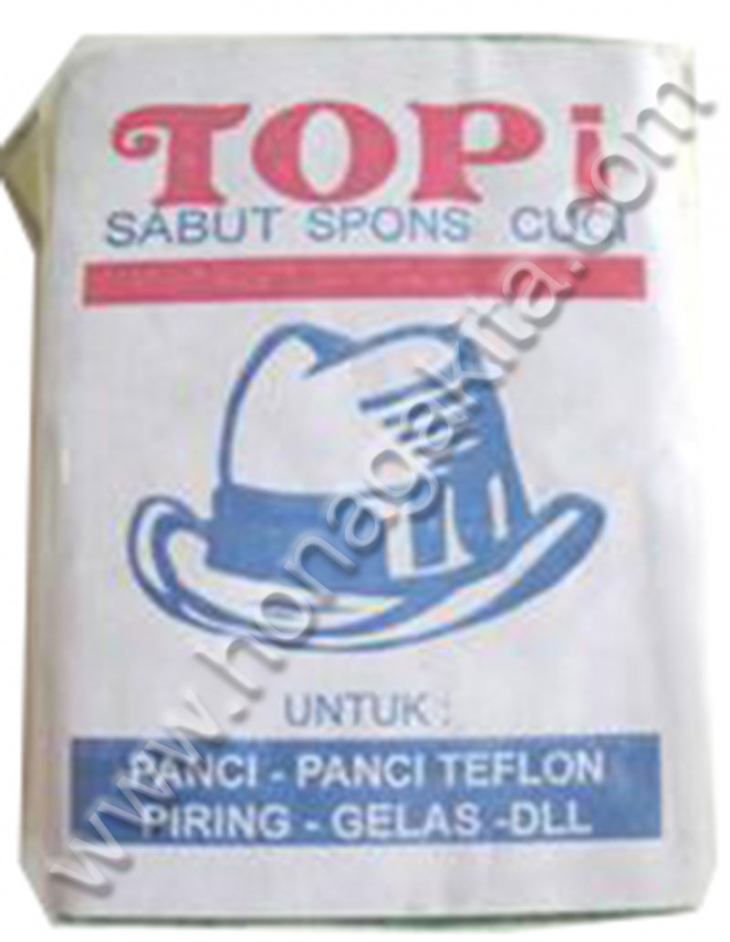 TOPi
SABUT SPONS CUCI
UNTUK :
PANCI - PANCI TEFLON
PIRING - GELAS -DLL
www.honagakita.com